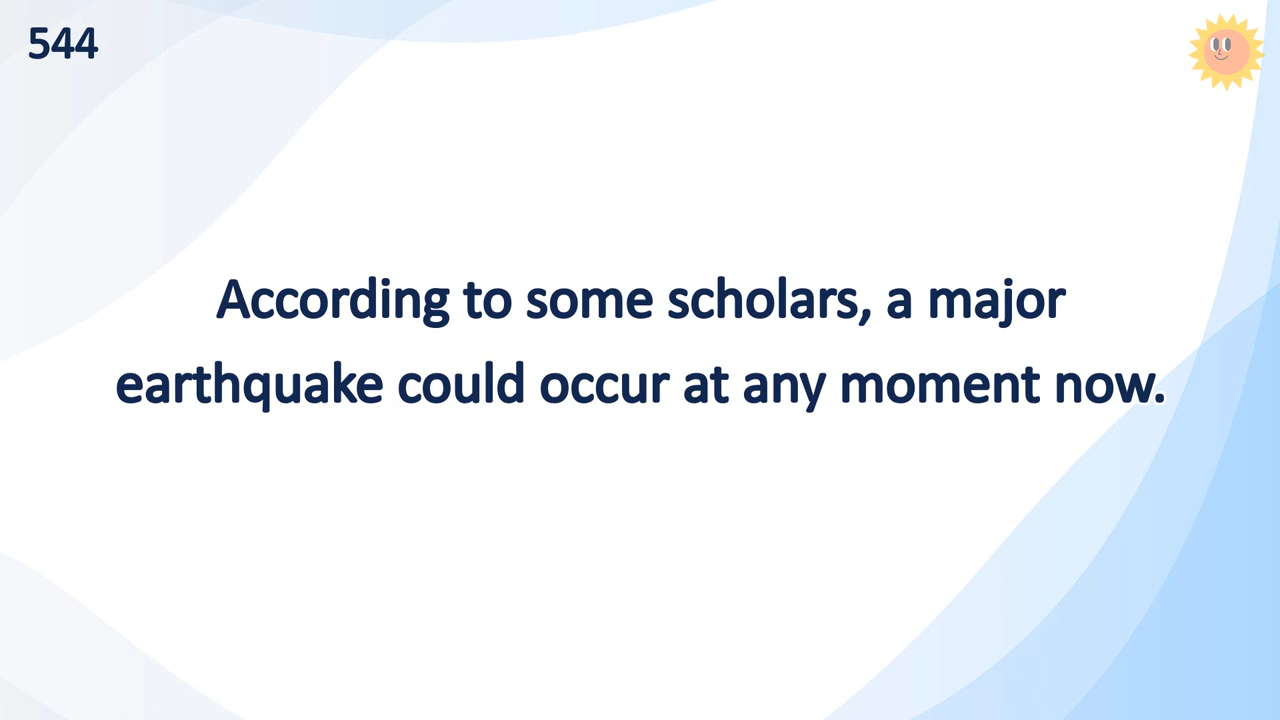 544
According to some scholars, a major
earthquake could occur at any moment now.